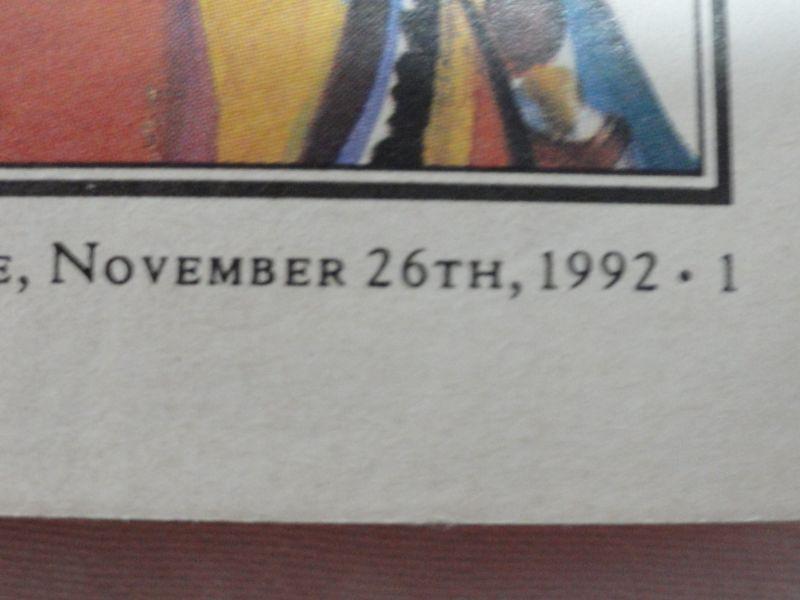 E, NOVEMBER 26TH, 1992 • 1